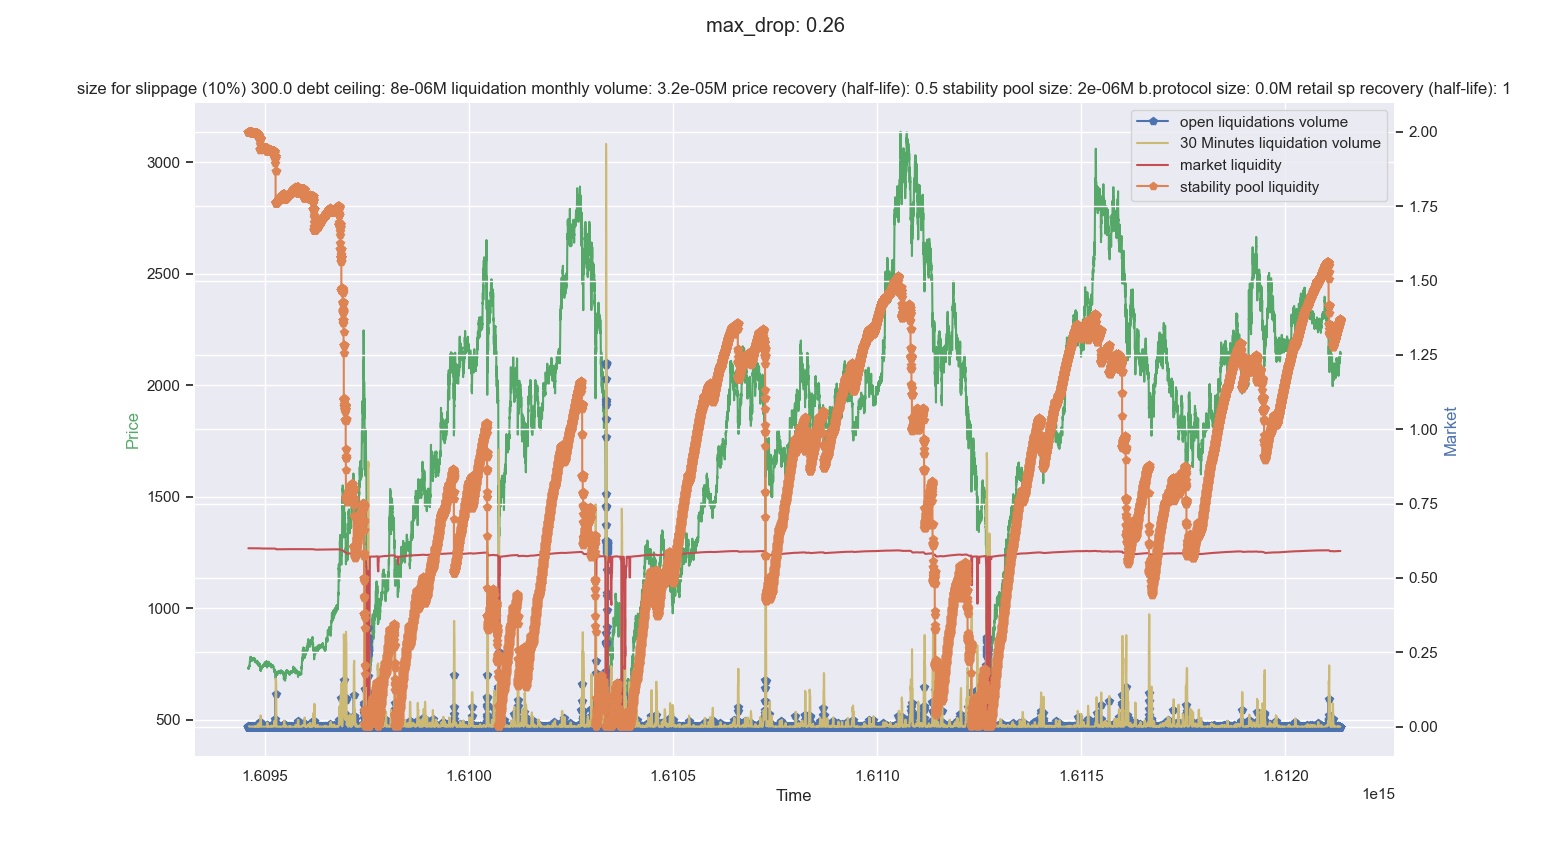 max_drop: 0.26
size for slippage (10%) 300.0 debt ceiling: 8e-06M liquidation monthly volume: 3.2e-05M price recovery (half-life): 0.5 stability pool size: 2e-06M b.protocol size: 0.0M retail sp recovery (half-life): 1
open liquidations volume
30 Minutes liquidation volume
market liquidity
stability pool liquidity
3000
2500
2000
1500
1000
500
Price
2.00
1.75
1.50
1.25
1.00
0.75
0.50
0.25
0.00
Market
1.6095
1.6100
1.6105
1.6110
1.6115
1.6120
Time
1e15